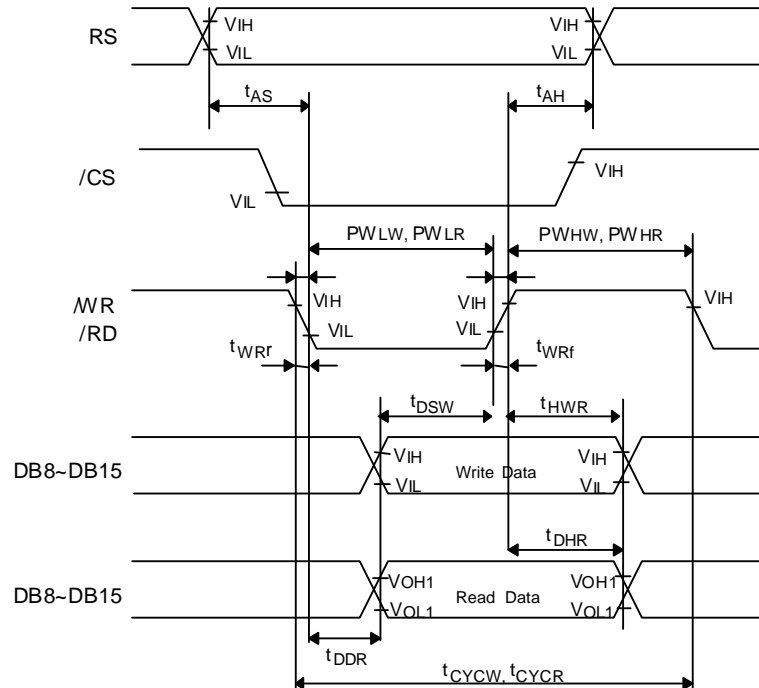 RS
VIH
VIL
VIH
VIL
tAS
tAH
/CS
VIL
VIH
PWLW, PWLR
PWHW, PWHR
/WR
/RD
VIH
VIL
VIH
VIL
VIH
tWRr
tWRf
tDSW
tHWR
DB8~DB15
VIH
VIL
Write Data
VIH
VIL
tDHR
DB8~DB15
VOH1
VOL1
Read Data
VOH1
VOL1
tDDR
tCYCW, tCYCR